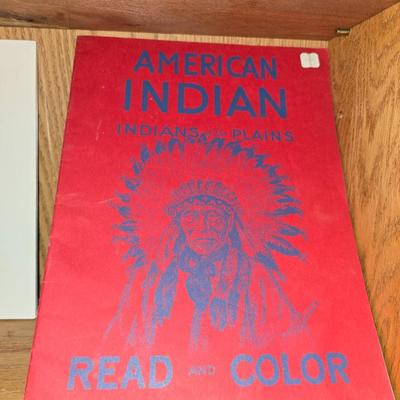 AMERICAN
INDIAN
INDIANS of the PLAINS
READ AND COLOR